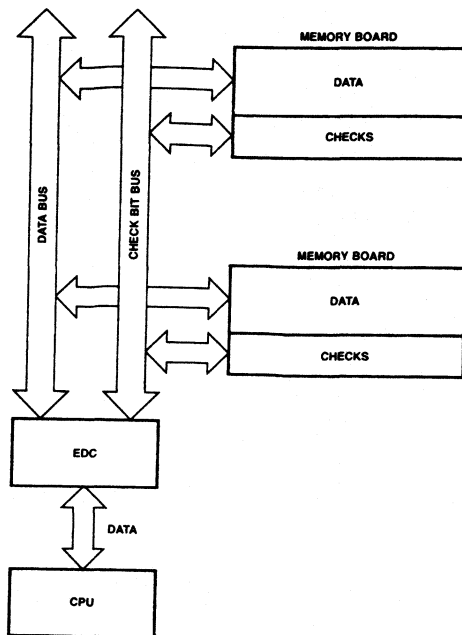 MEMORY BOARD
DATA
CHECKS
DATA BUS
CHECK BIT BUS
MEMORY BOARD
DATA
CHECKS
EDC
DATA
CPU